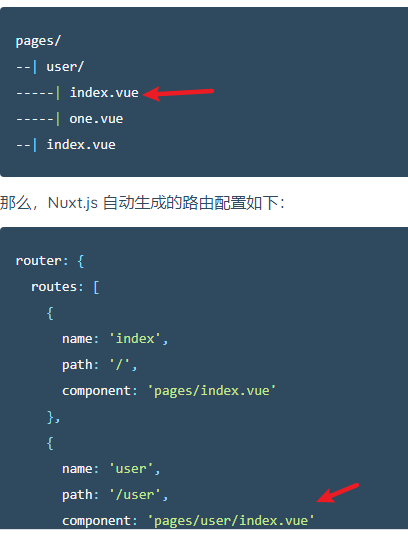 pages/
--| user/
-----| index.vue
-----| one.vue
--| index.vue
那么，Nuxt.js 自动生成的路由配置如下：
router: {
routes: [
{
name: 'index',
path: '/',
component: 'pages/index.vue'
},
{
name: 'user',
path: '/user',
component: 'pages/user/index.vue'